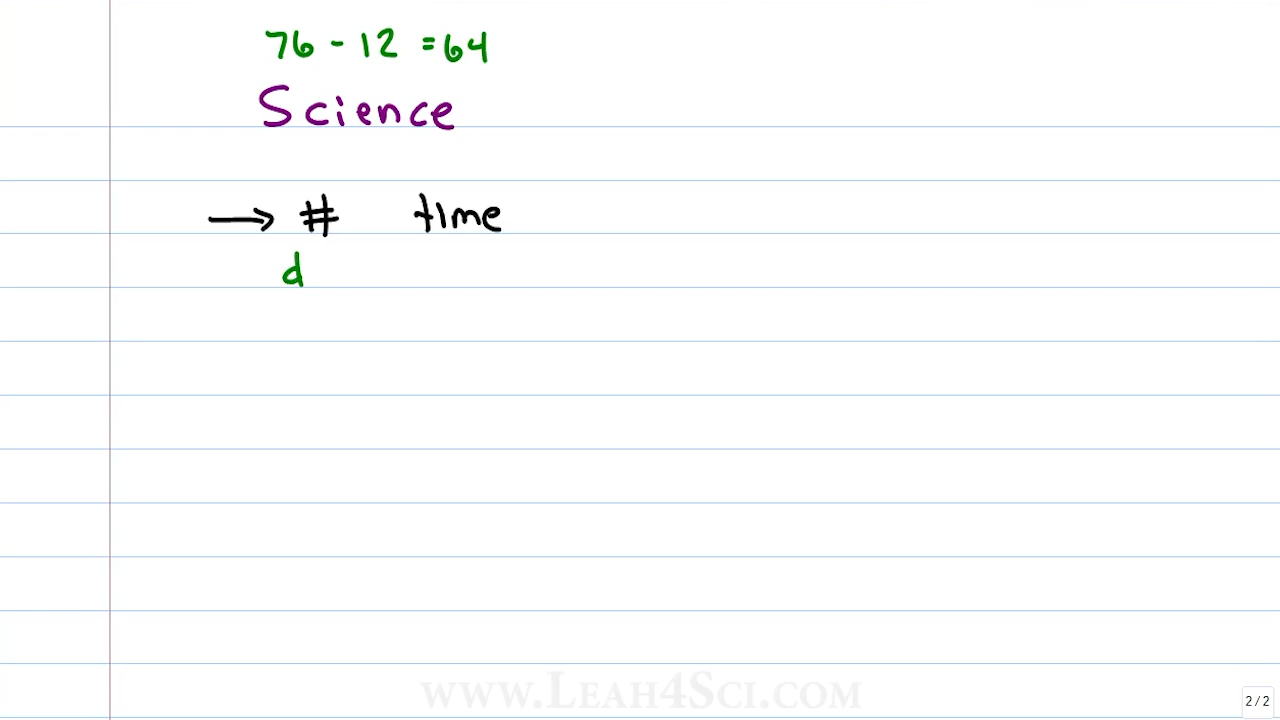 76 - 12 = 64
Science
→ # time
d
www.Leah4Sci.com
2 / 2